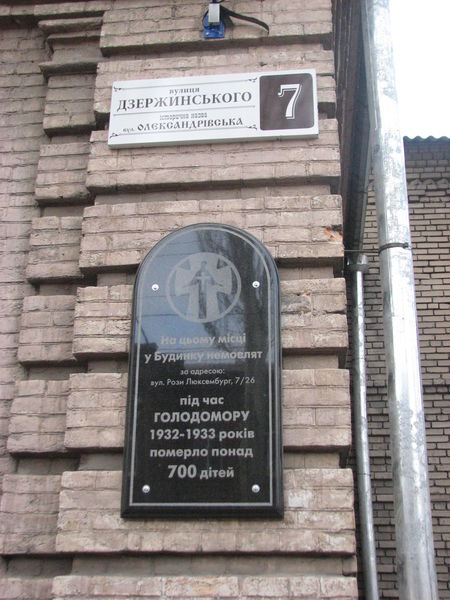 вулиця
ДЗЕРЖИНСЬКОГО
історична назва
вул. ОЛЕКСАНДРІВСЬКА
7
На цьому місці
у Будинку немовлят
за адресою:
вул. Рози Люксембург, 7/26
під час
ГОЛОДОМОРУ
1932-1933 років
померло понад
700 дітей